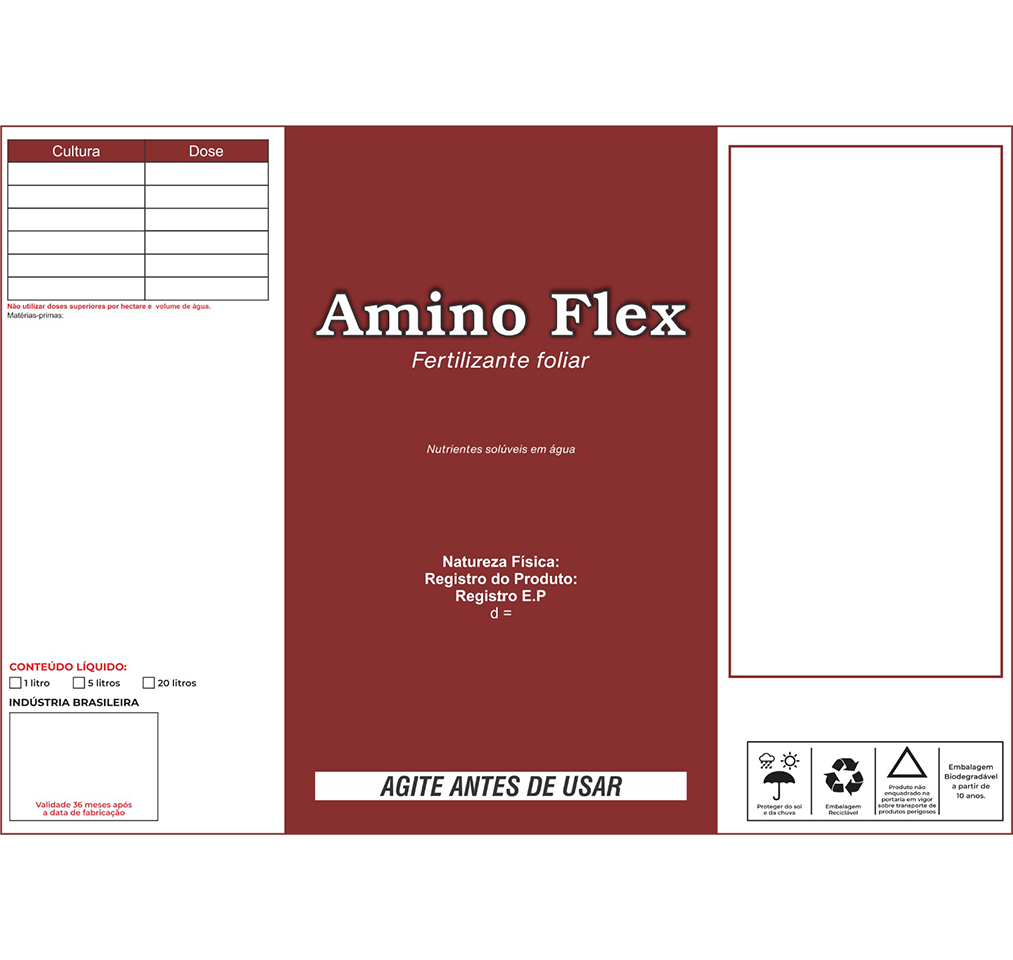 Cultura Dose
Não utilizar doses superiores por hectare e volume de água.
Matérias-primas:
CONTEÚDO LÍQUIDO:
1 litro 5 litros 20 litros
INDÚSTRIA BRASILEIRA
Validade 36 meses após
a data de fabricação
Amino Flex
Fertilizante foliar
Nutrientes solúveis em água
Natureza Física:
Registro do Produto:
Registro E.P
d =
AGITE ANTES DE USAR
Proteger do sol
e da chuva
Embalagem
Reciclável
Produto não
enquadrado na
portaria em vigor
sobre transporte de
produtos perigosos
Embalagem
Biodegradável
a partir de
10 anos.